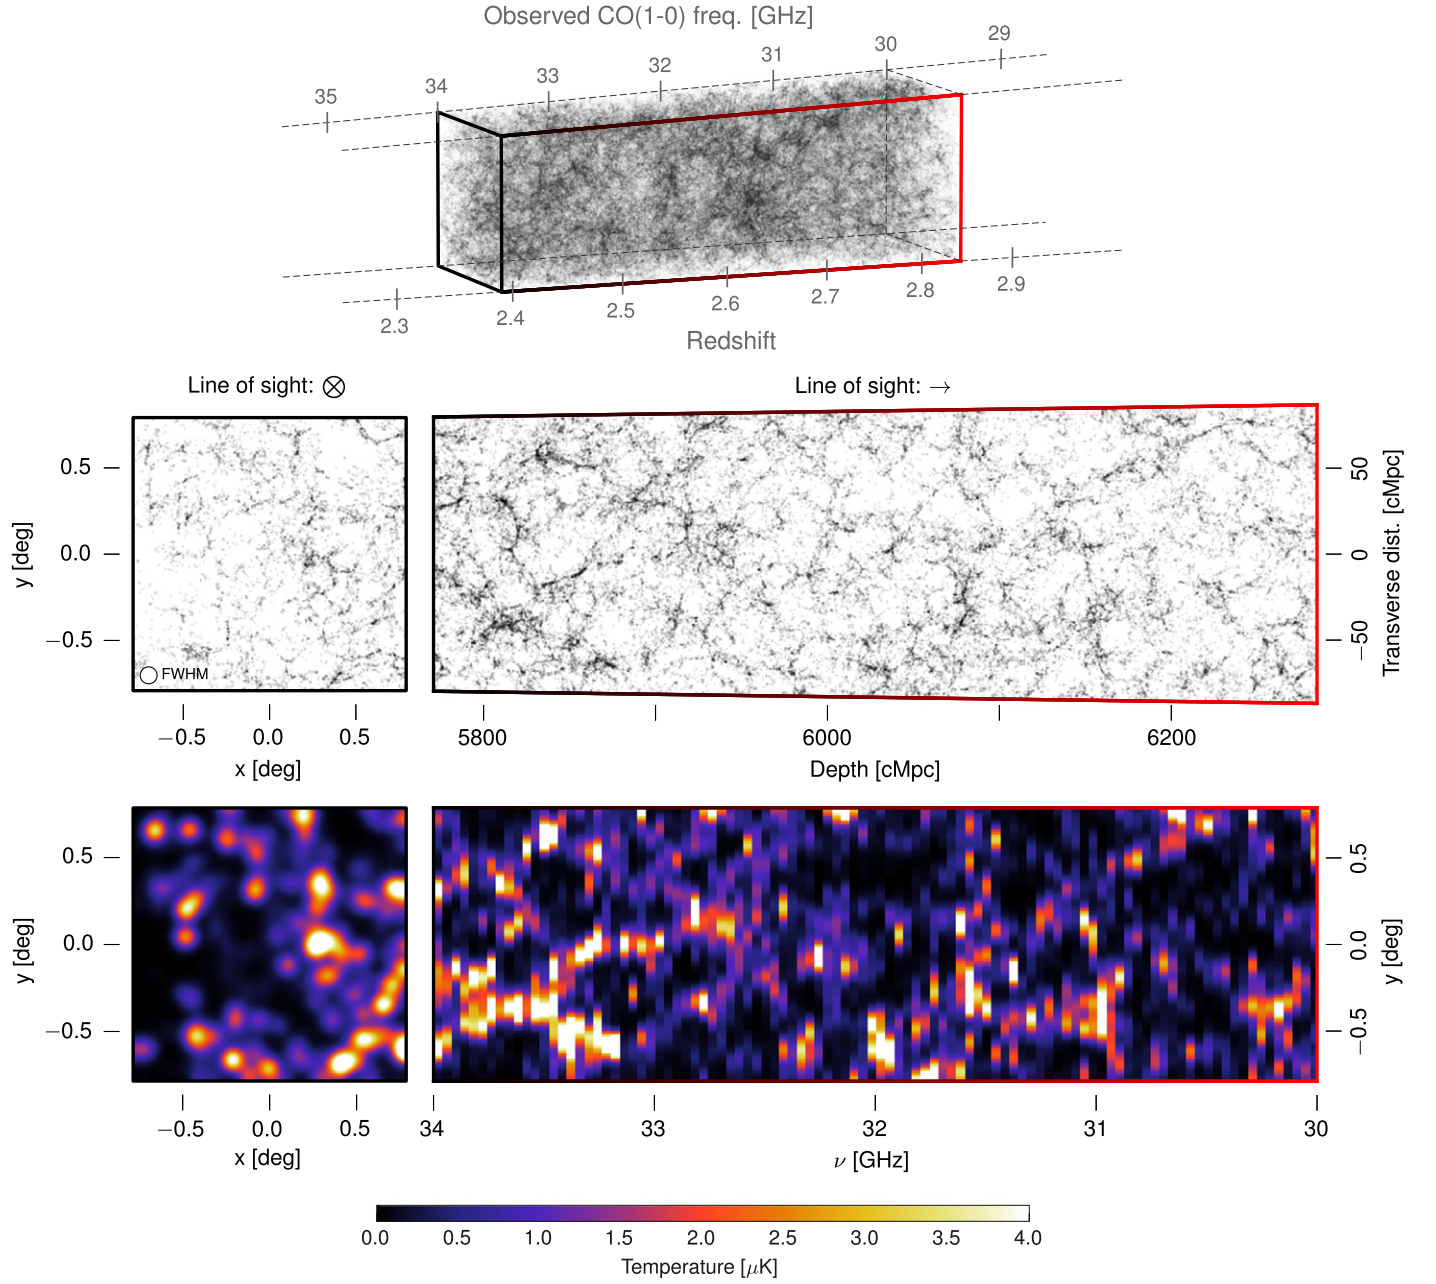 Observed CO(1-0) freq. [GHz]
35 34 33 32 31 30 29
2.3 2.4 2.5 2.6 2.7 2.8 2.9
Redshift
Line of sight: ⊗
Line of sight: →
y [deg]
0.5
0.0
−0.5
FWHM
−0.5 0.0 0.5
x [deg]
5800 6000 6200
Depth [cMpc]
50
0
−50
Transverse dist. [cMpc]
y [deg]
0.5
0.0
−0.5
−0.5 0.0 0.5
x [deg]
34 33 32 31 30
ν [GHz]
0.5
0.0
−0.5
y [deg]
0.0 0.5 1.0 1.5 2.0 2.5 3.0 3.5 4.0
Temperature [μK]